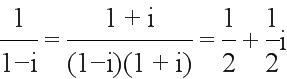 1/(1−i) = (1 + i)/((1−i)(1 + i)) = 1/2 + 1/2 i